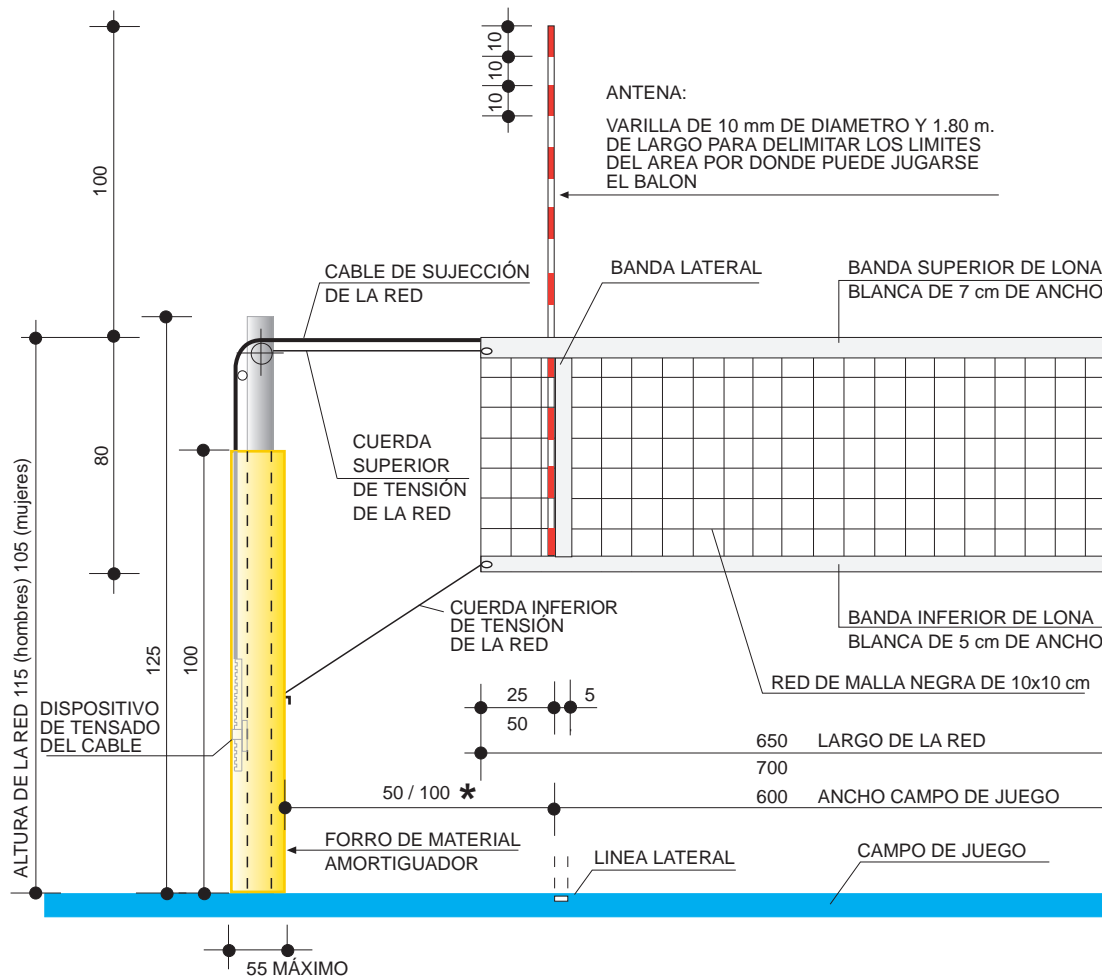 10
10
10
100
ANTENA:
VARILLA DE 10 mm DE DIAMETRO Y 1.80 m.
DE LARGO PARA DELIMITAR LOS LIMITES
DEL AREA POR DONDE PUEDE JUGARSE
EL BALON
CABLE DE SUJECCIÓN
DE LA RED
BANDA LATERAL
BANDA SUPERIOR DE LONA
BLANCA DE 7 cm DE ANCHO
80
CUERDA
SUPERIOR
DE TENSIÓN
DE LA RED
ALTURA DE LA RED 115 (hombres) 105 (mujeres)
125
100
CUERDA INFERIOR
DE TENSIÓN
DE LA RED
BANDA INFERIOR DE LONA
BLANCA DE 5 cm DE ANCHO
RED DE MALLA NEGRA DE 10x10 cm
DISPOSITIVO
DE TENSADO
DEL CABLE
25
50
5
650 LARGO DE LA RED
700
50 / 100 *
600 ANCHO CAMPO DE JUEGO
FORRO DE MATERIAL
AMORTIGUADOR
LINEA LATERAL
CAMPO DE JUEGO
55 MÁXIMO